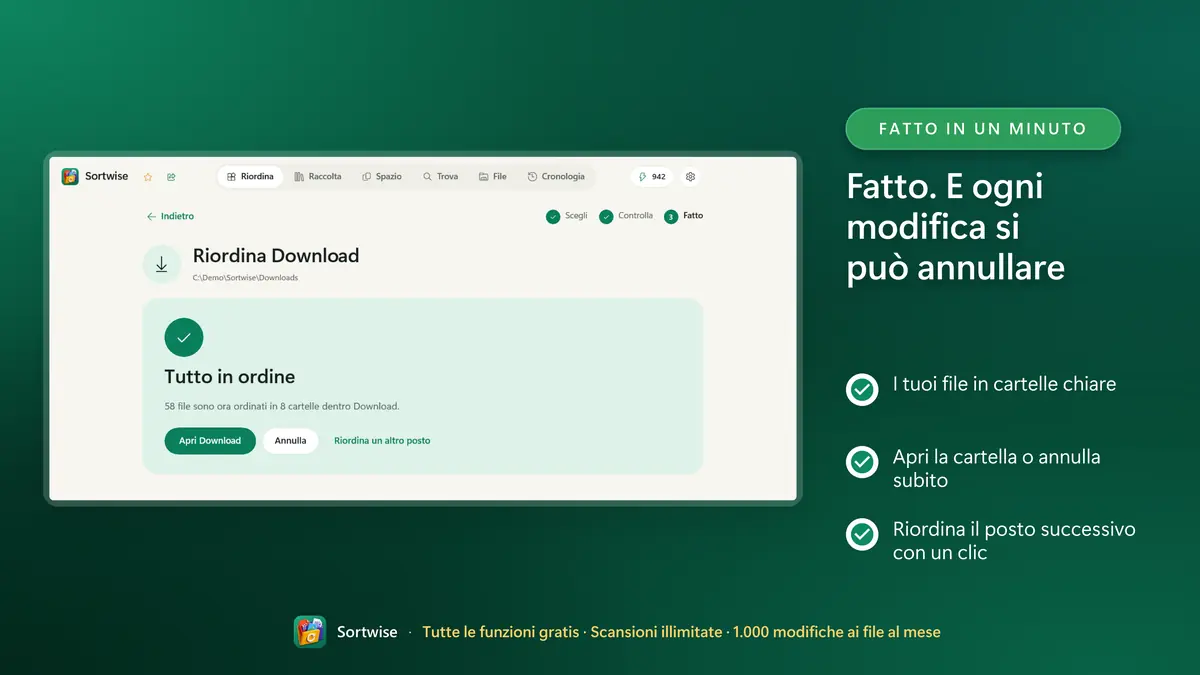 Sortwise
Riordina
Raccolta
Spazio
Trova
File
Cronologia
942
Indietro
Scegli
Controlla
3 Fatto
Riordina Download
C:\Demo\Sortwise\Downloads
Tutto in ordine
58 file sono ora ordinati in 8 cartelle dentro Download.
Apri Download
Annulla
Riordina un altro posto
FATTO IN UN MINUTO
Fatto. E ogni
modifica si
può annullare
I tuoi file in cartelle chiare
Apri la cartella o annulla
subito
Riordina il posto successivo
con un clic
Sortwise · Tutte le funzioni gratis · Scansioni illimitate · 1.000 modifiche ai file al mese